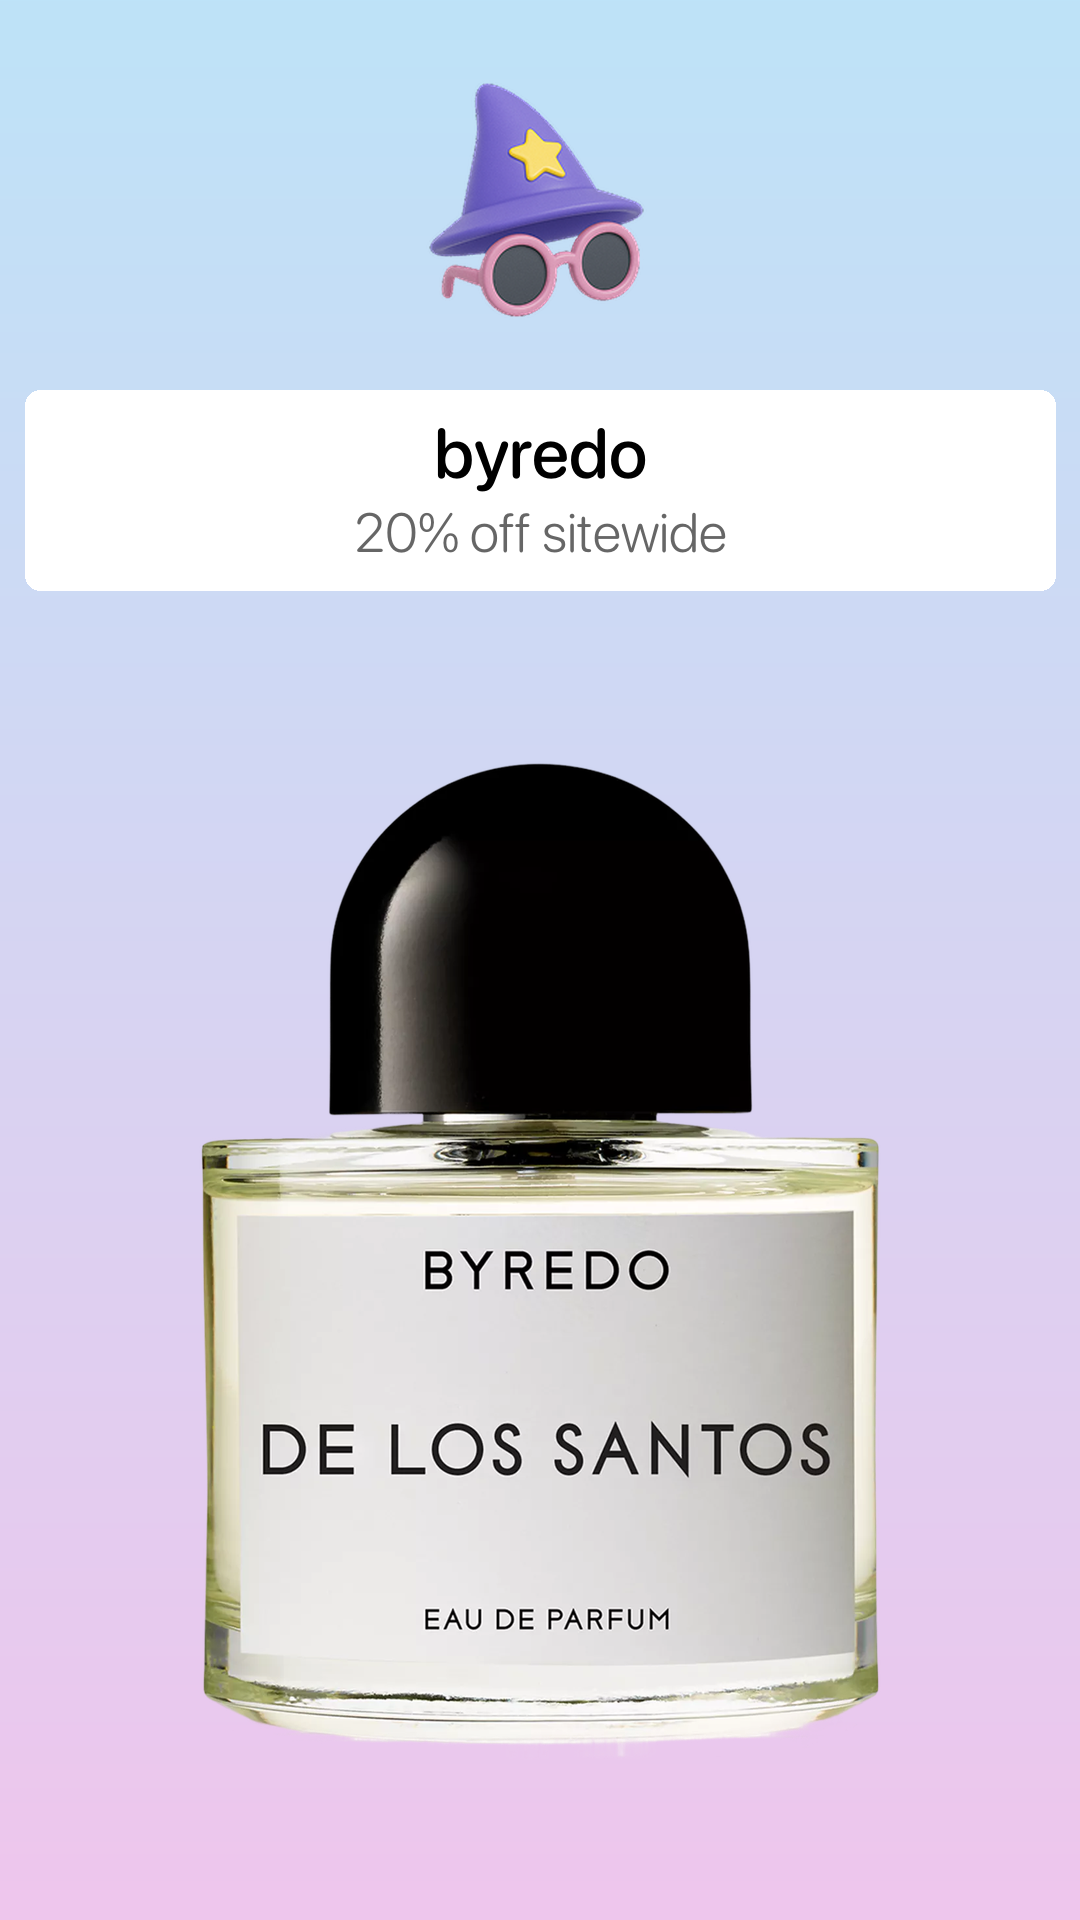 byredo
20% off sitewide
BYREDO
DE LOS SANTOS
EAU DE PARFUM